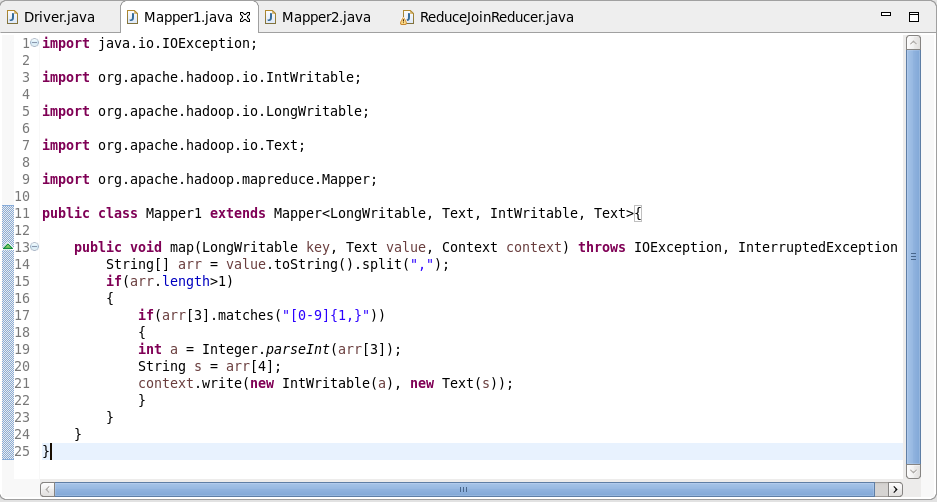 Driver.java Mapper1.java Mapper2.java ReduceJoinReducer.java
1 import java.io.IOException;
2
3 import org.apache.hadoop.io.IntWritable;
4
5 import org.apache.hadoop.io.LongWritable;
6
7 import org.apache.hadoop.io.Text;
8
9 import org.apache.hadoop.mapreduce.Mapper;
10
11 public class Mapper1 extends Mapper<LongWritable, Text, IntWritable, Text>{
12
13     public void map(LongWritable key, Text value, Context context) throws IOException, InterruptedException
14         String[] arr = value.toString().split(",");
15         if(arr.length>1)
16         {
17             if(arr[3].matches("[0-9]{1,}"))
18             {
19             int a = Integer.parseInt(arr[3]);
20             String s = arr[4];
21             context.write(new IntWritable(a), new Text(s));
22             }
23         }
24     }
25 }